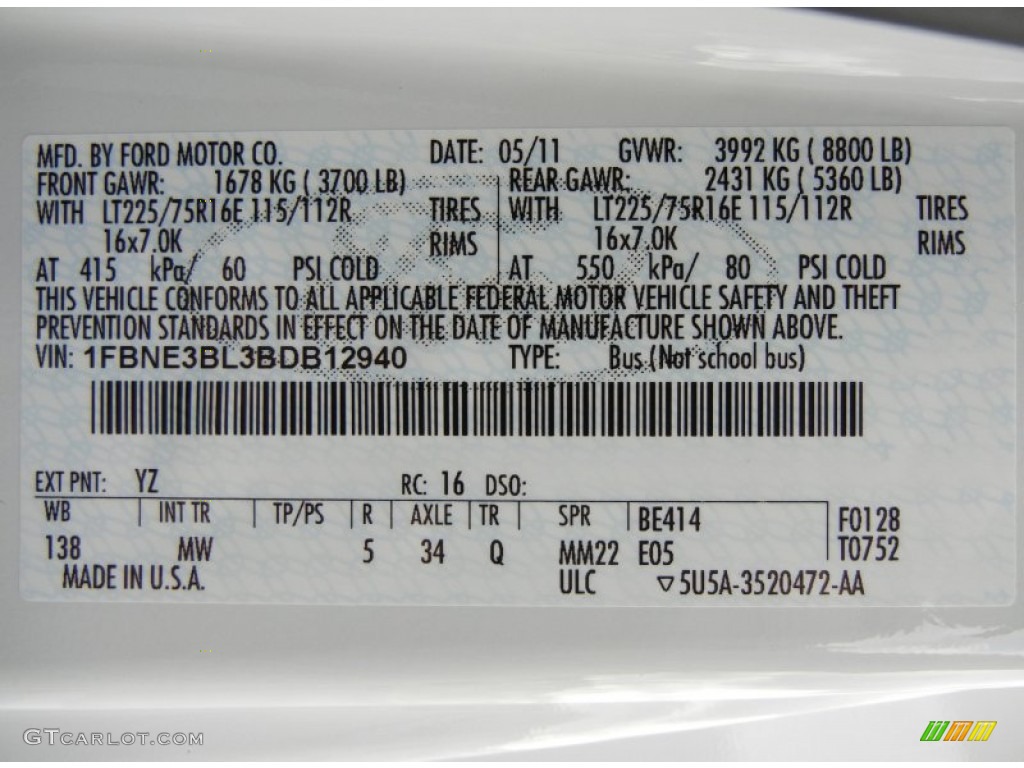 MFD. BY FORD MOTOR CO. DATE: 05/11 GVWR: 3992 KG ( 8800 LB)
FRONT GAWR: 1678 KG ( 3700 LB) REAR GAWR: 2431 KG ( 5360 LB)
WITH LT225/75R16E 115/112R TIRES WITH LT225/75R16E 115/112R TIRES
16x7.0K RIMS 16x7.0K RIMS
AT 415 kPa/ 60 PSI COLD AT 550 kPa/ 80 PSI COLD
THIS VEHICLE CONFORMS TO ALL APPLICABLE FEDERAL MOTOR VEHICLE SAFETY AND THEFT
PREVENTION STANDARDS IN EFFECT ON THE DATE OF MANUFACTURE SHOWN ABOVE.
VIN: 1FBNE3BL3BDB12940 TYPE: Bus (Not school bus)
EXT PNT: YZ RC: 16 DSO:
WB INT TR TP/PS R AXLE TR SPR BE414 F0128
138 MW 5 34 Q MM22 E05 T0752
MADE IN U.S.A. ULC ▽5U5A-3520472-AA
GTCARLOT.COM